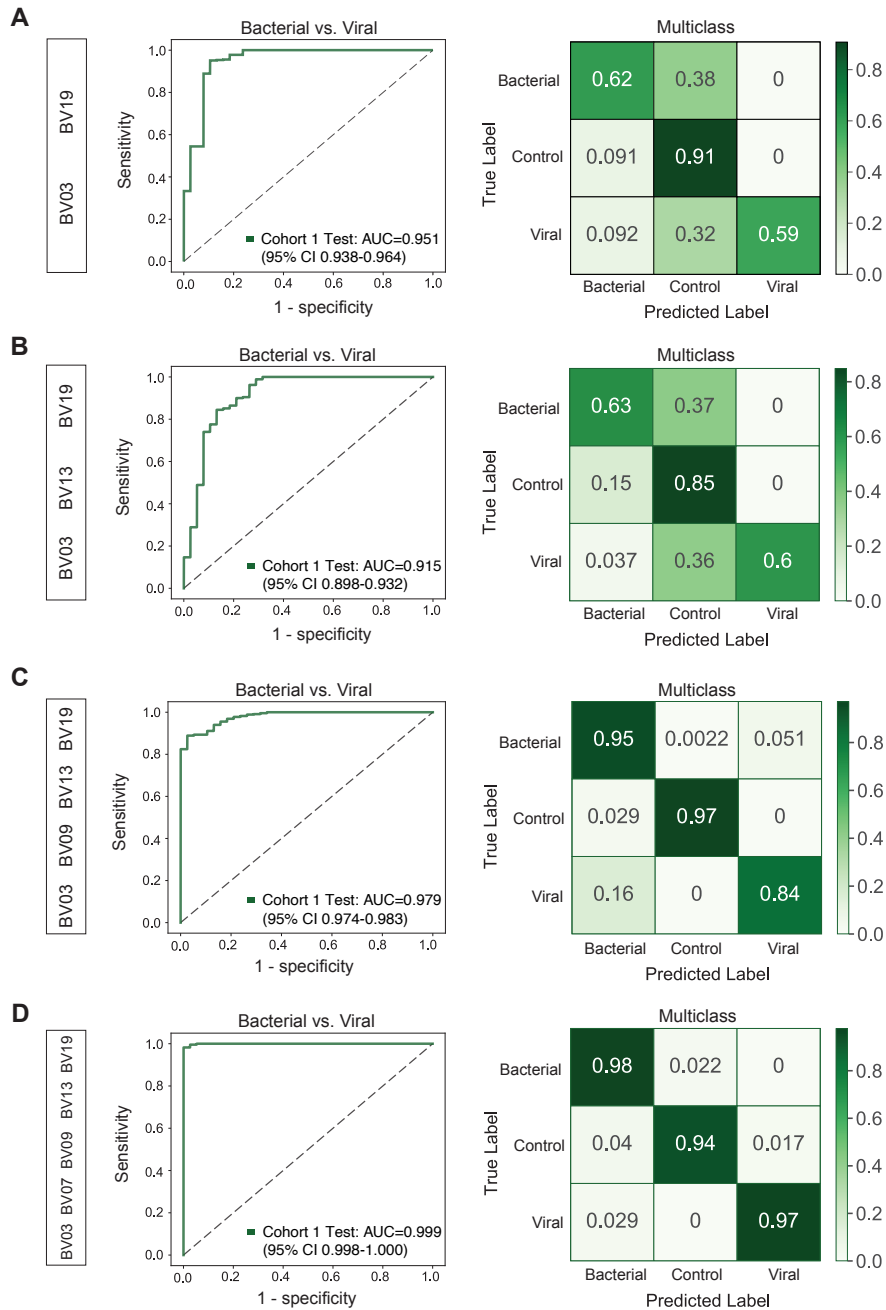 A
BV19
BV03
Bacterial vs. Viral
Sensitivity
1.0
0.8
0.6
0.4
0.2
0.0
Cohort 1 Test: AUC=0.951
(95% CI 0.938-0.964)
0.0 0.2 0.4 0.6 0.8 1.0
1 - specificity
Multiclass
True Label
Bacterial 0.62 0.38 0
Control 0.091 0.91 0
Viral 0.092 0.32 0.59
Bacterial Control Viral
Predicted Label
0.8
0.6
0.4
0.2
0.0
B
BV19
BV13
BV03
Bacterial vs. Viral
Sensitivity
1.0
0.8
0.6
0.4
0.2
0.0
Cohort 1 Test: AUC=0.915
(95% CI 0.898-0.932)
0.0 0.2 0.4 0.6 0.8 1.0
1 - specificity
Multiclass
True Label
Bacterial 0.63 0.37 0
Control 0.15 0.85 0
Viral 0.037 0.36 0.6
Bacterial Control Viral
Predicted Label
0.8
0.6
0.4
0.2
0.0
C
BV19
BV13
BV09
BV03
Bacterial vs. Viral
Sensitivity
1.0
0.8
0.6
0.4
0.2
0.0
Cohort 1 Test: AUC=0.979
(95% CI 0.974-0.983)
0.0 0.2 0.4 0.6 0.8 1.0
1 - specificity
Multiclass
True Label
Bacterial 0.95 0.0022 0.051
Control 0.029 0.97 0
Viral 0.16 0 0.84
Bacterial Control Viral
Predicted Label
0.8
0.6
0.4
0.2
0.0
D
BV19
BV13
BV09
BV07
BV03
Bacterial vs. Viral
Sensitivity
1.0
0.8
0.6
0.4
0.2
0.0
Cohort 1 Test: AUC=0.999
(95% CI 0.998-1.000)
0.0 0.2 0.4 0.6 0.8 1.0
1 - specificity
Multiclass
True Label
Bacterial 0.98 0.022 0
Control 0.04 0.94 0.017
Viral 0.029 0 0.97
Bacterial Control Viral
Predicted Label
0.8
0.6
0.4
0.2
0.0